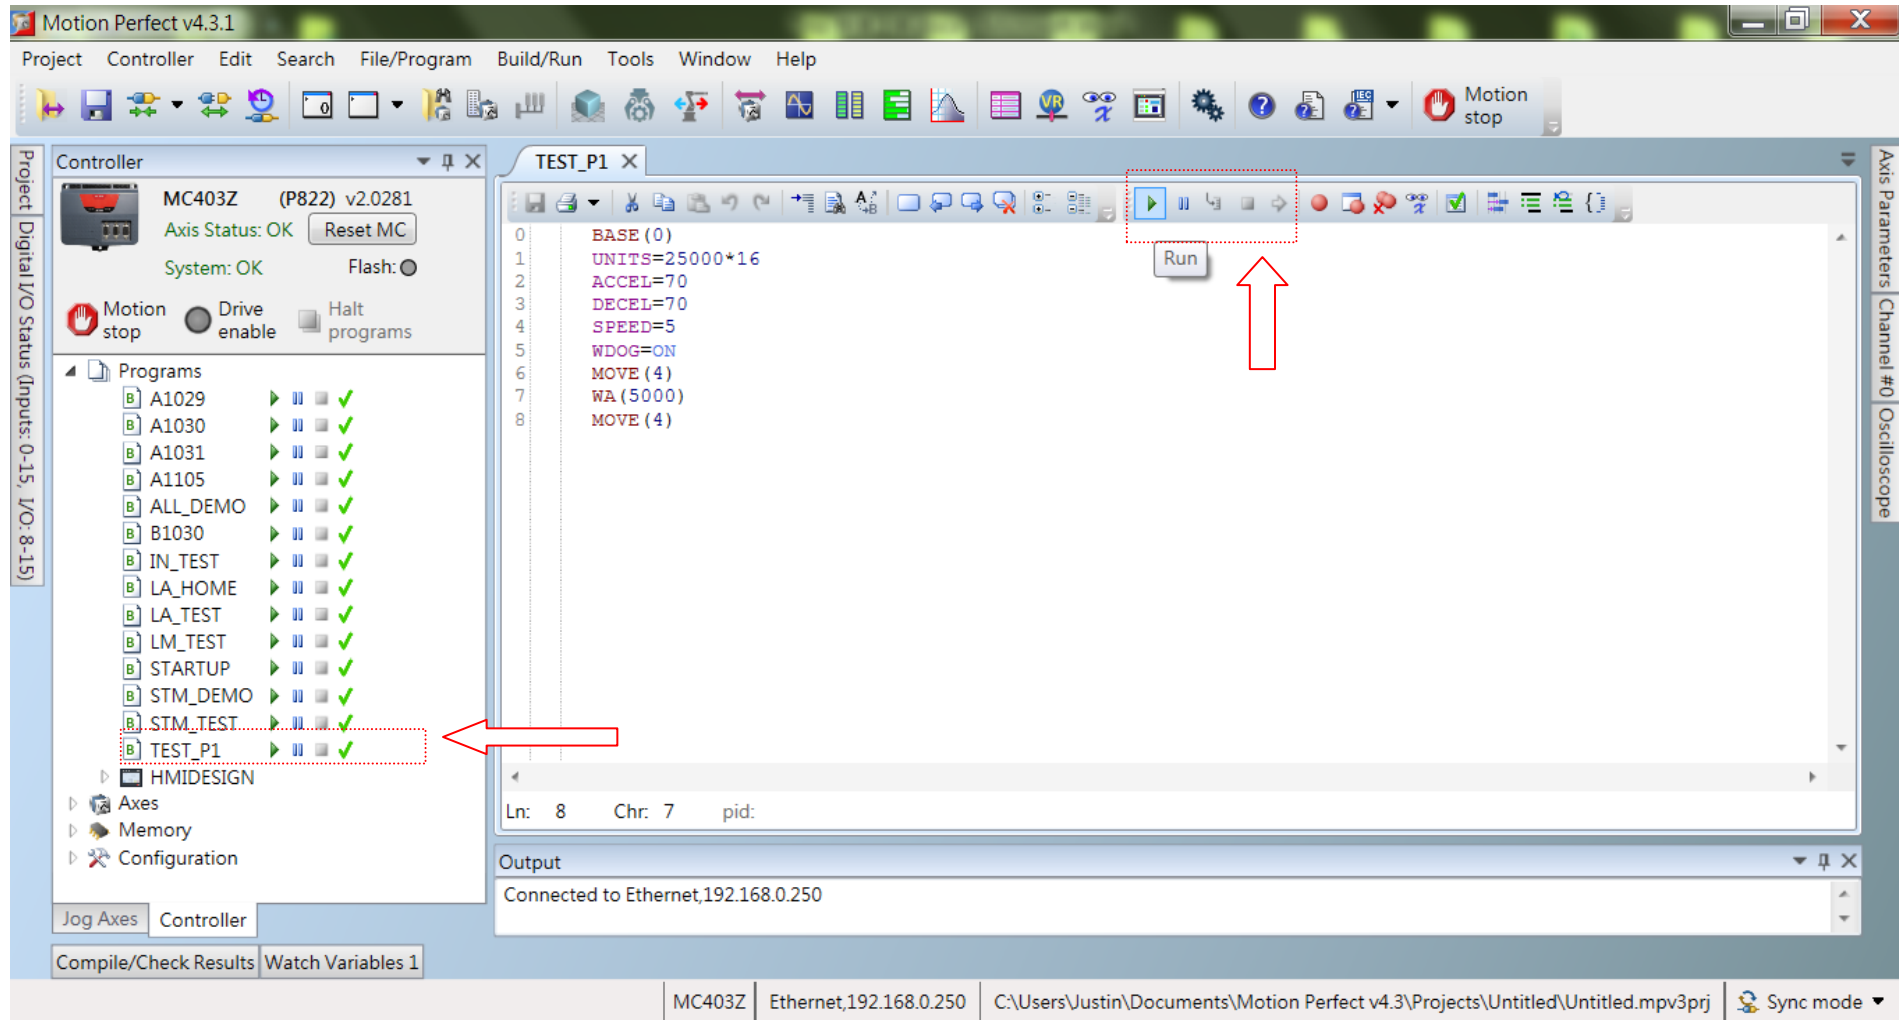 Motion Perfect v4.3.1
Project Controller Edit Search File/Program Build/Run Tools Window Help
Motion stop
Project
Digital I/O Status (Inputs: 0-15, I/O: 8-15)
Controller
MC403Z (P822) v2.0281
Axis Status: OK Reset MC
System: OK Flash:
Motion stop
Drive enable
Halt programs
Programs
A1029
A1030
A1031
A1105
ALL_DEMO
B1030
IN_TEST
LA_HOME
LA_TEST
LM_TEST
STARTUP
STM_DEMO
STM_TEST
TEST_P1
HMIDESIGN
Axes
Memory
Configuration
Jog Axes Controller
Compile/Check Results Watch Variables 1
TEST_P1
Run
0 BASE(0)
1 UNITS=25000*16
2 ACCEL=70
3 DECEL=70
4 SPEED=5
5 WDOG=ON
6 MOVE(4)
7 WA(5000)
8 MOVE(4)
Ln: 8 Chr: 7 pid:
Output
Connected to Ethernet,192.168.0.250
Axis Parameters
Channel #0
Oscilloscope
MC403Z Ethernet,192.168.0.250 C:\Users\Justin\Documents\Motion Perfect v4.3\Projects\Untitled\Untitled.mpv3prj Sync mode